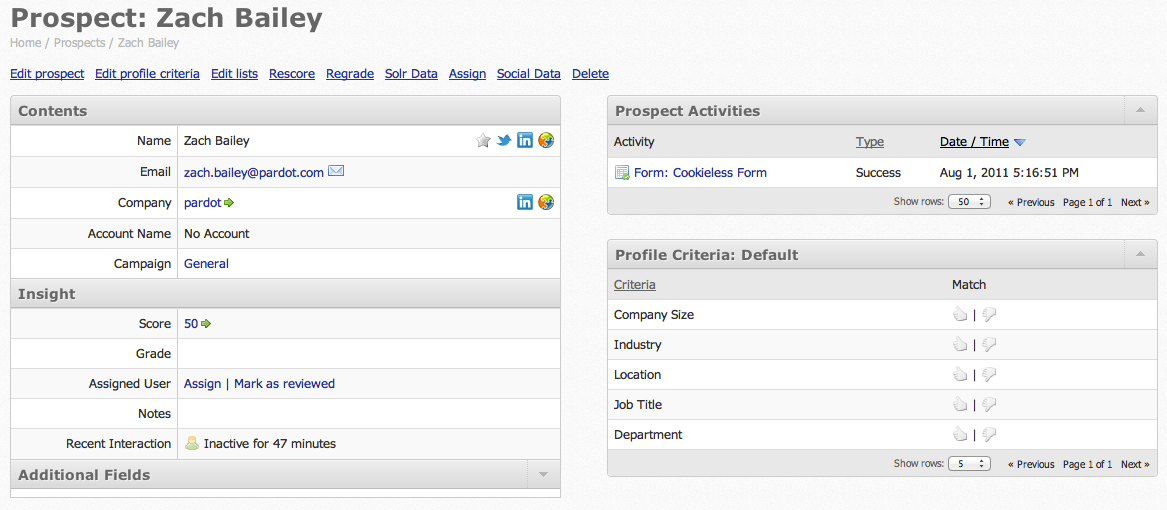 Prospect: Zach Bailey
Home / Prospects / Zach Bailey
Edit prospect Edit profile criteria Edit lists Rescore Regrade Solr Data Assign Social Data Delete
Contents
Name Zach Bailey
Email zach.bailey@pardot.com
Company pardot
Account Name No Account
Campaign General
Insight
Score 50
Grade
Assigned User Assign | Mark as reviewed
Notes
Recent Interaction Inactive for 47 minutes
Additional Fields
Prospect Activities
Activity Type Date / Time
Form: Cookieless Form Success Aug 1, 2011 5:16:51 PM
Show rows: 50 « Previous Page 1 of 1 Next »
Profile Criteria: Default
Criteria Match
Company Size |
Industry |
Location |
Job Title |
Department |
Show rows: 5 « Previous Page 1 of 1 Next »